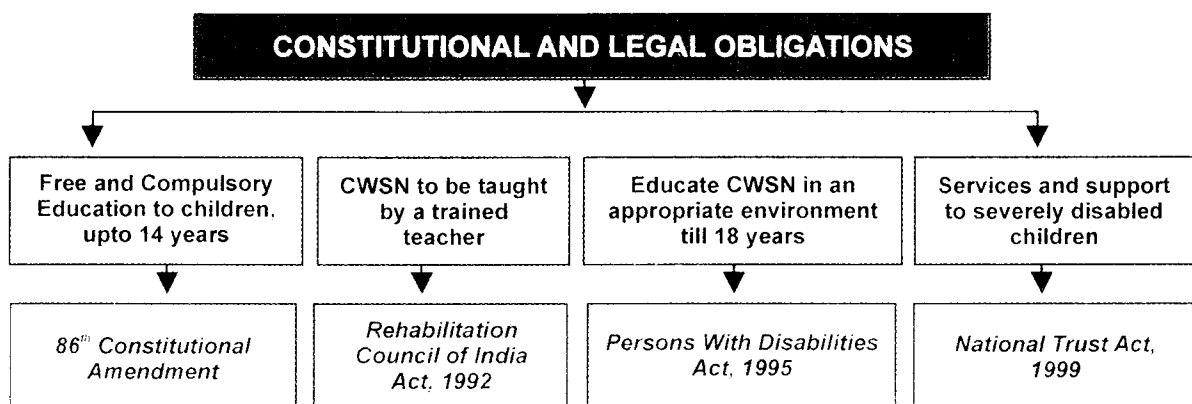 CONSTITUTIONAL AND LEGAL OBLIGATIONS
Free and Compulsory
Education to children,
upto 14 years
CWSN to be taught
by a trained
teacher
Educate CWSN in an
appropriate environment
till 18 years
Services and support
to severely disabled
children
86th Constitutional
Amendment
Rehabilitation
Council of India
Act, 1992
Persons With Disabilities
Act, 1995
National Trust Act,
1999